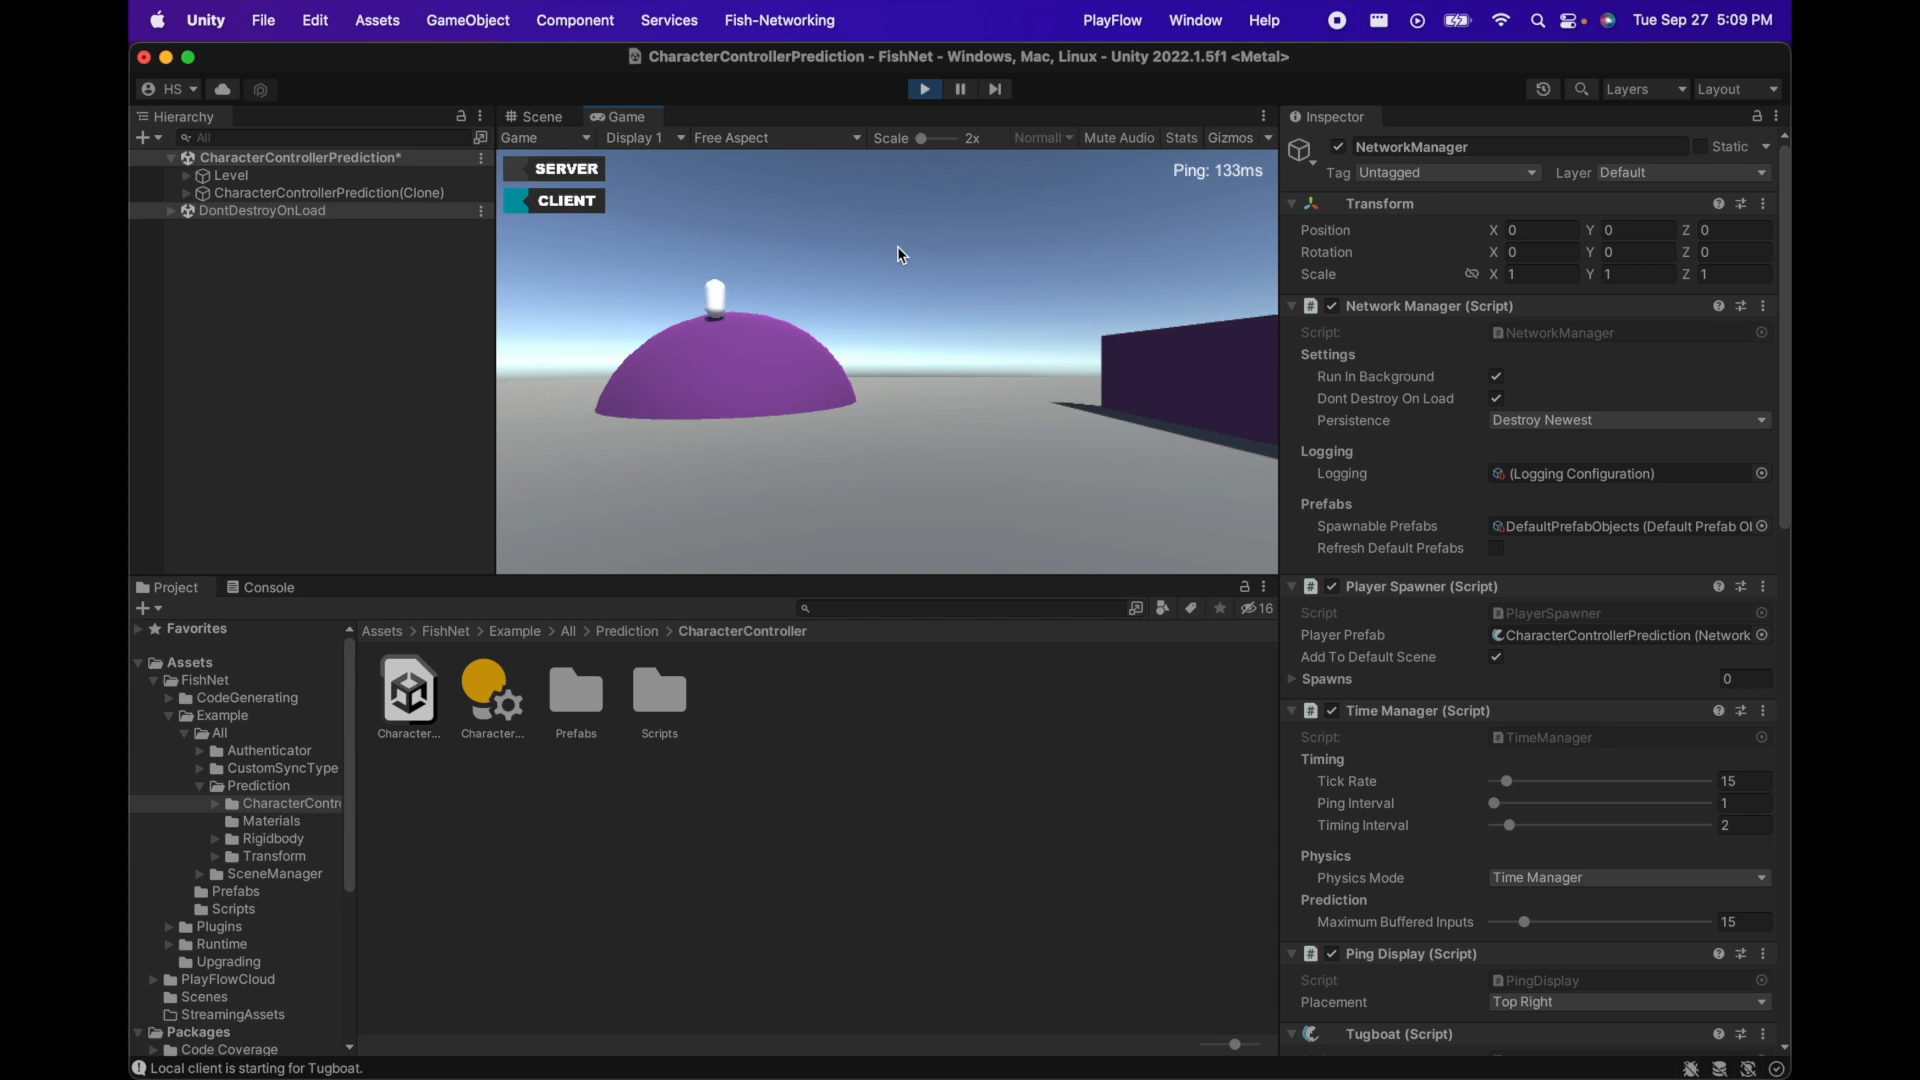 Unity File Edit Assets GameObject Component Services Fish-Networking PlayFlow Window Help Tue Sep 27 5:09 PM
CharacterControllerPrediction - FishNet - Windows, Mac, Linux - Unity 2022.1.5f1 <Metal>
HS Layers Layout
Hierarchy
All
CharacterControllerPrediction*
Level
CharacterControllerPrediction(Clone)
DontDestroyOnLoad
Scene Game
Game Display 1 Free Aspect Scale 2x Normall Mute Audio Stats Gizmos
SERVER
CLIENT
Ping: 133ms
Project Console
16
Favorites
Assets
FishNet
CodeGenerating
Example
All
Authenticator
CustomSyncType
Prediction
CharacterContro
Materials
Rigidbody
Transform
SceneManager
Prefabs
Scripts
Plugins
Runtime
Upgrading
PlayFlowCloud
Scenes
StreamingAssets
Packages
Code Coverage
Assets > FishNet > Example > All > Prediction > CharacterController
Character... Character... Prefabs Scripts
Inspector
NetworkManager Static
Tag Untagged Layer Default
Transform
Position X 0 Y 0 Z 0
Rotation X 0 Y 0 Z 0
Scale X 1 Y 1 Z 1
Network Manager (Script)
Script: NetworkManager
Settings
Run In Background
Dont Destroy On Load
Persistence Destroy Newest
Logging
Logging (Logging Configuration)
Prefabs
Spawnable Prefabs DefaultPrefabObjects (Default Prefab Ol
Refresh Default Prefabs
Player Spawner (Script)
Script PlayerSpawner
Player Prefab CharacterControllerPrediction (Network
Add To Default Scene
Spawns 0
Time Manager (Script)
Script: TimeManager
Timing
Tick Rate 15
Ping Interval 1
Timing Interval 2
Physics
Physics Mode Time Manager
Prediction
Maximum Buffered Inputs 15
Ping Display (Script)
Script PingDisplay
Placement Top Right
Tugboat (Script)
Local client is starting for Tugboat.